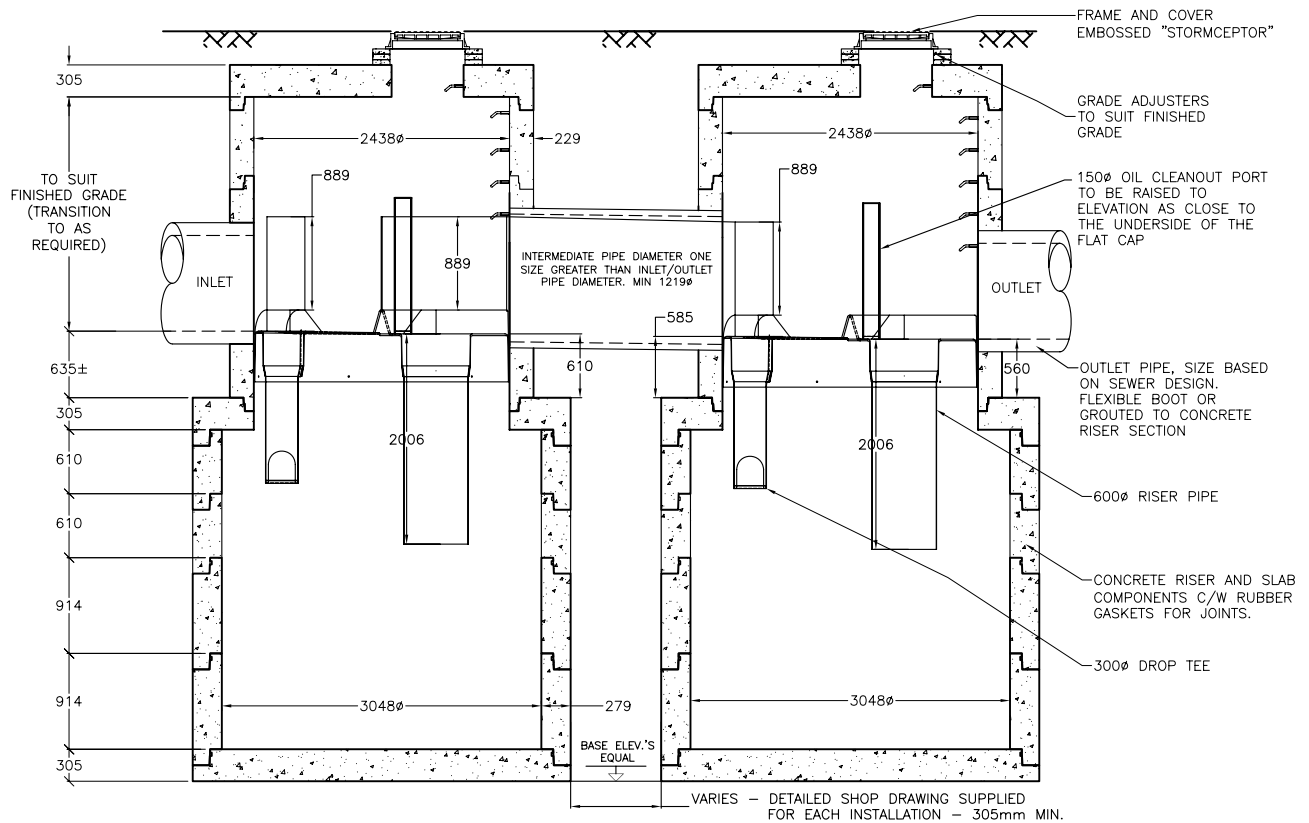 FRAME AND COVER
EMBOSSED "STORMCEPTOR"
305
GRADE ADJUSTERS
TO SUIT FINISHED
GRADE
2438ø
229
2438ø
TO SUIT
FINISHED GRADE
(TRANSITION
TO AS
REQUIRED)
889
889
150ø OIL CLEANOUT PORT
TO BE RAISED TO
ELEVATION AS CLOSE TO
THE UNDERSIDE OF THE
FLAT CAP
INLET
889
INTERMEDIATE PIPE DIAMETER ONE
SIZE GREATER THAN INLET/OUTLET
PIPE DIAMETER. MIN 1219ø
OUTLET
585
635±
610
560
OUTLET PIPE, SIZE BASED
ON SEWER DESIGN.
FLEXIBLE BOOT OR
GROUTED TO CONCRETE
RISER SECTION
305
2006
2006
610
600ø RISER PIPE
610
914
CONCRETE RISER AND SLAB
COMPONENTS C/W RUBBER
GASKETS FOR JOINTS.
300ø DROP TEE
914
3048ø
279
3048ø
305
BASE ELEV.'S
EQUAL
VARIES – DETAILED SHOP DRAWING SUPPLIED
FOR EACH INSTALLATION – 305mm MIN.